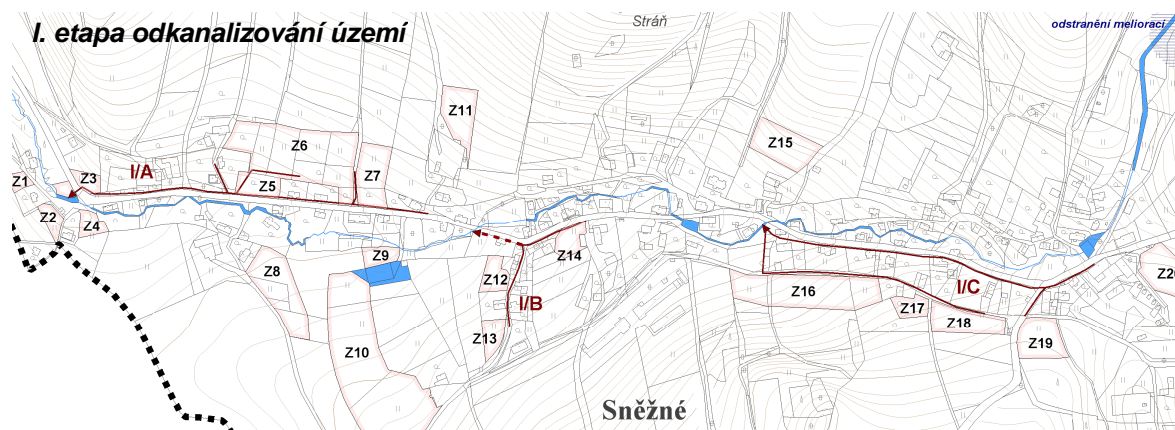 I. etapa odkanalizování území
Stráň
odstranění meliorací
Z11
Z6
Z15
I/A
Z3
Z7
Z1
Z5
Z2
Z4
Z9
Z14
Z8
Z12
I/C
Z20
I/B
Z16
Z17
Z18
Z13
Z10
Z19
Sněžné